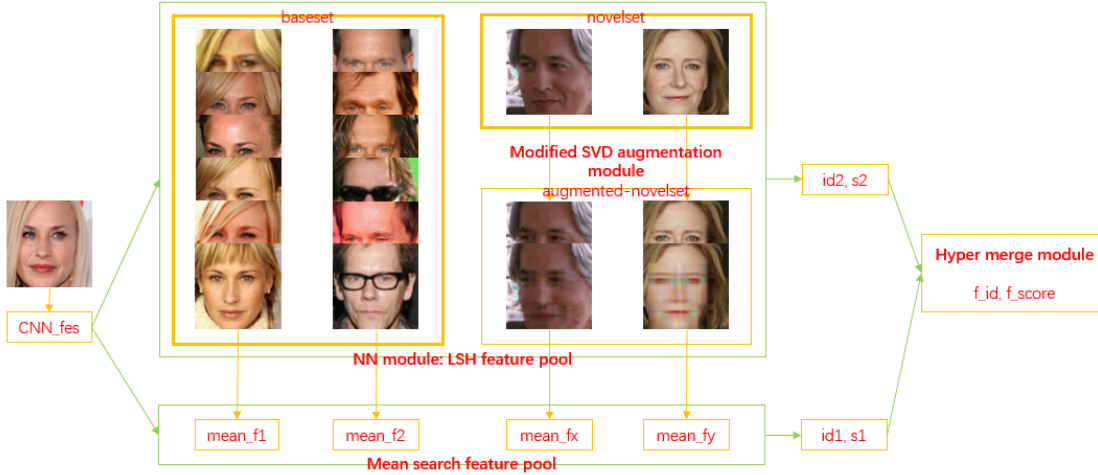 baseset
novelset
Modified SVD augmentation
module
augmented-novelset
id2, s2
Hyper merge module
f_id, f_score
CNN_fes
NN module: LSH feature pool
mean_f1
mean_f2
mean_fx
mean_fy
id1, s1
Mean search feature pool